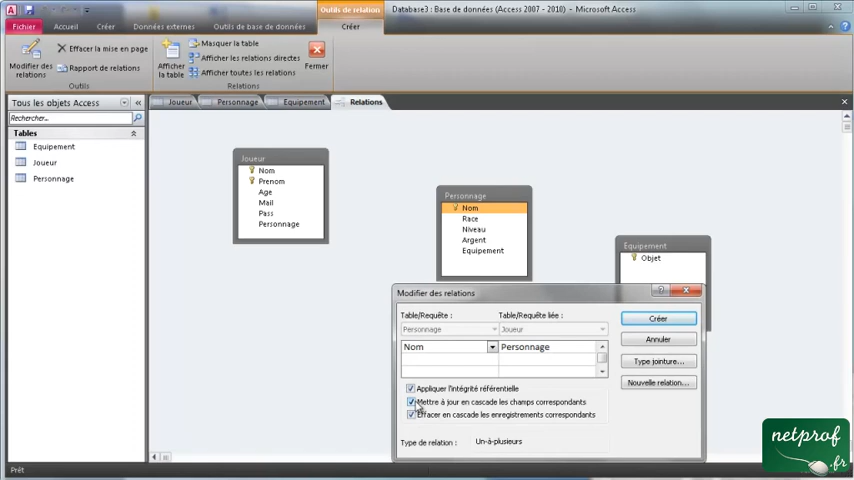 Outils de relation
Database3 : Base de données (Access 2007 - 2010) - Microsoft Access
Fichier
Accueil
Créer
Données externes
Outils de base de données
Créer
Modifier des relations
Effacer la mise en page
Rapport de relations
Outils
Afficher la table
Masquer la table
Afficher les relations directes
Afficher toutes les relations
Relations
Fermer
Tous les objets Access
Rechercher...
Tables
Equipement
Joueur
Personnage
Joueur
Personnage
Equipement
Relations
Joueur
Nom
Prenom
Age
Mail
Pass
Personnage
Personnage
Nom
Race
Niveau
Argent
Equipement
Equipement
Objet
Modifier des relations
Table/Requête :
Table/Requête liée :
Personnage
Joueur
Nom
Personnage
Créer
Annuler
Type jointure...
Nouvelle relation...
Appliquer l'intégrité référentielle
Mettre à jour en cascade les champs correspondants
Effacer en cascade les enregistrements correspondants
Type de relation :
Un-à-plusieurs
Prêt
netprof
.fr